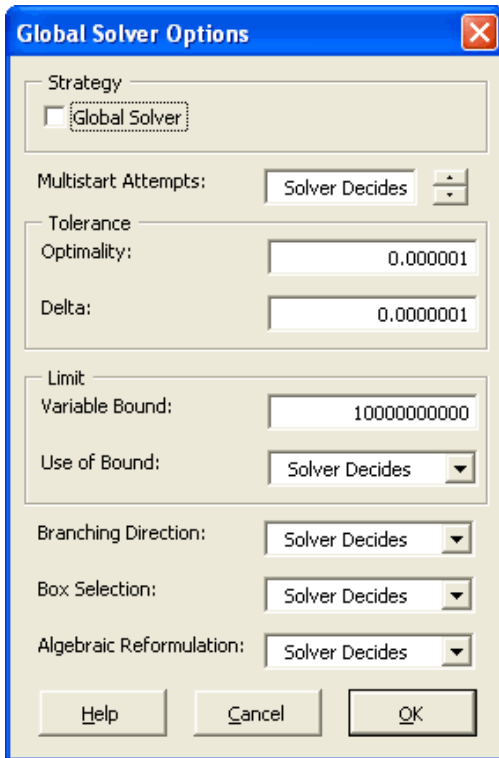 Global Solver Options
Strategy
Global Solver
Multistart Attempts: Solver Decides
Tolerance
Optimality: 0.000001
Delta: 0.0000001
Limit
Variable Bound: 10000000000
Use of Bound: Solver Decides
Branching Direction: Solver Decides
Box Selection: Solver Decides
Algebraic Reformulation: Solver Decides
Help Cancel OK